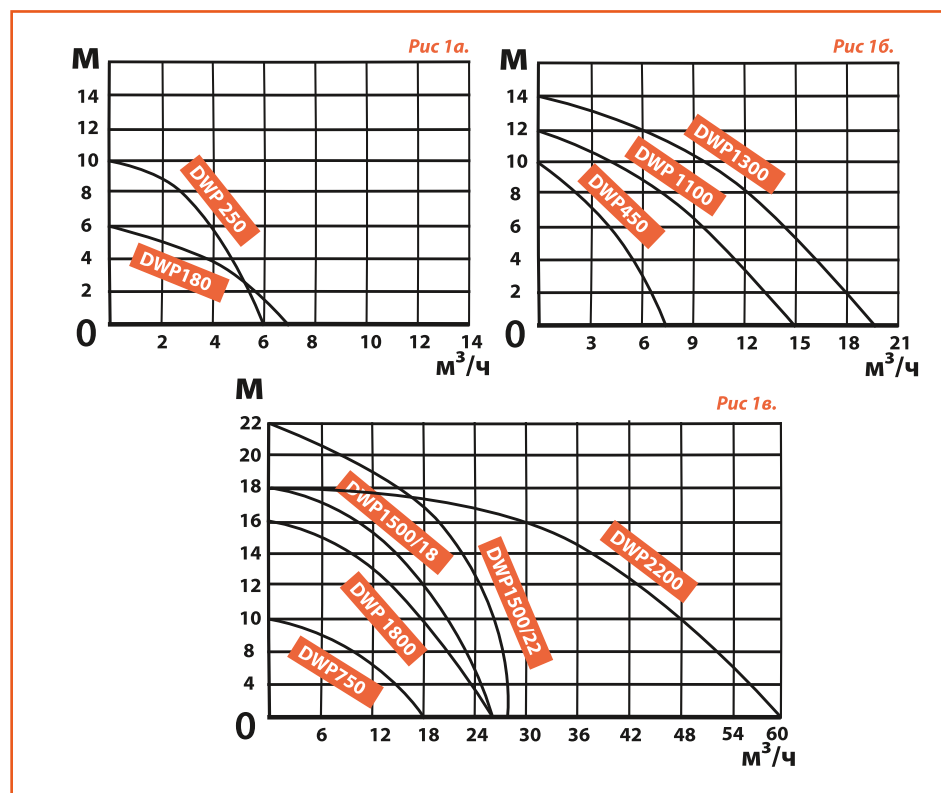 Рис 1а.
М
14
12
10
8
6
4
2
0
DWP 250
DWP180
2 4 6 8 10 12 14
м³/ч
Рис 1б.
М
14
12
10
8
6
4
2
0
DWP1300
DWP 1100
DWP450
3 6 9 12 15 18 21
м³/ч
Рис 1в.
М
22
20
18
16
14
12
10
8
4
0
DWP1500/18
DWP2200
DWP1500/22
DWP 1800
DWP750
6 12 18 24 30 36 42 48 54 60
м³/ч